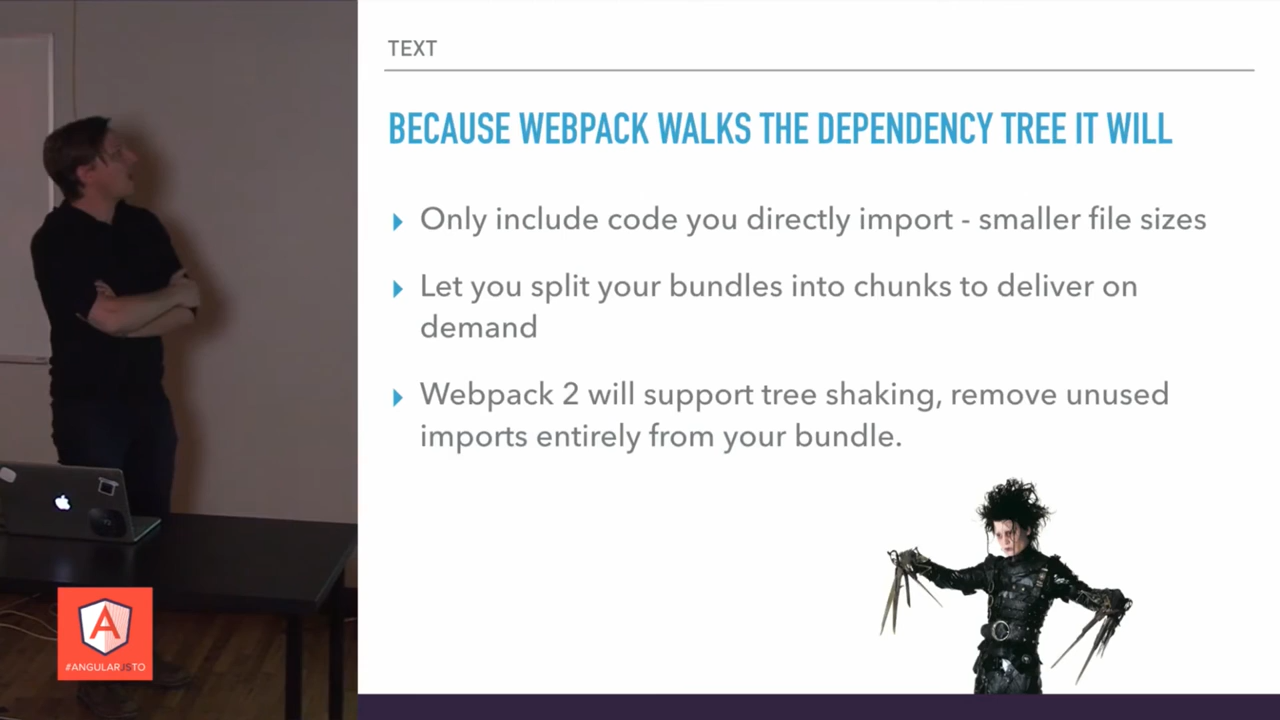 TEXT
BECAUSE WEBPACK WALKS THE DEPENDENCY TREE IT WILL
Only include code you directly import - smaller file sizes
Let you split your bundles into chunks to deliver on
demand
Webpack 2 will support tree shaking, remove unused
imports entirely from your bundle.
#ANGULARJSTO